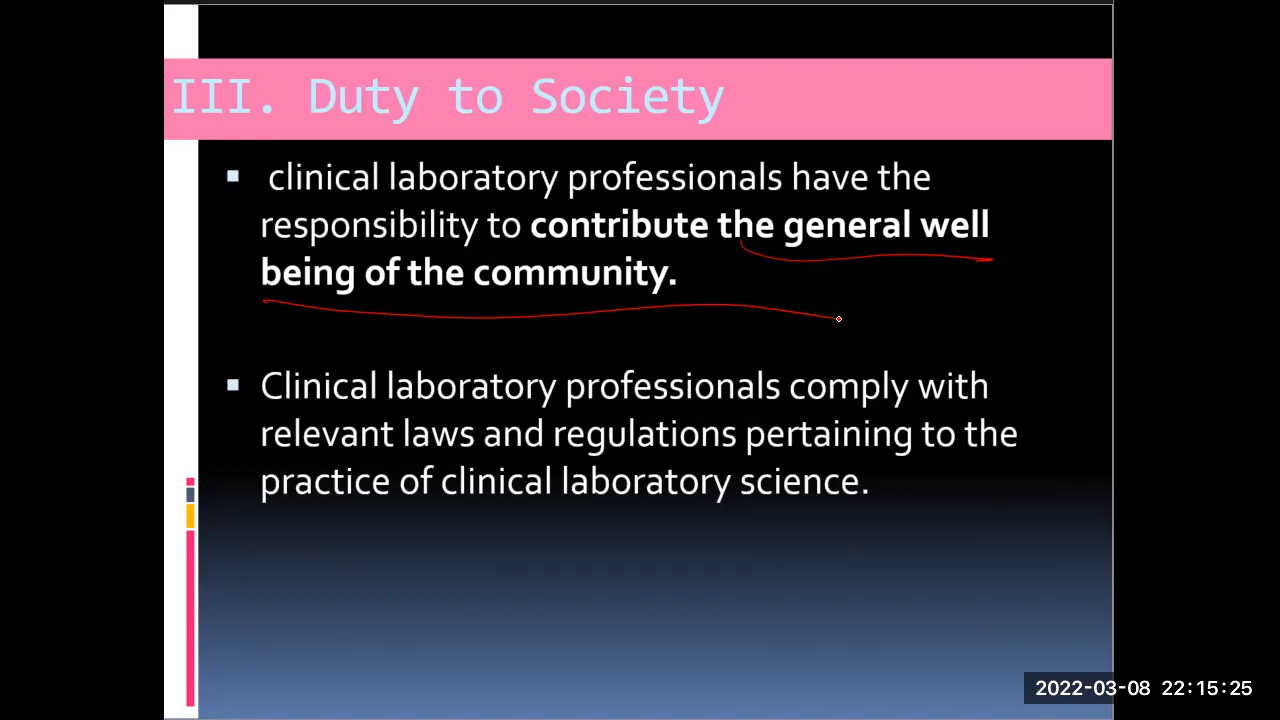 III. Duty to Society
▪ clinical laboratory professionals have the
responsibility to contribute the general well
being of the community.
▪ Clinical laboratory professionals comply with
relevant laws and regulations pertaining to the
practice of clinical laboratory science.
2022-03-08 22:15:25